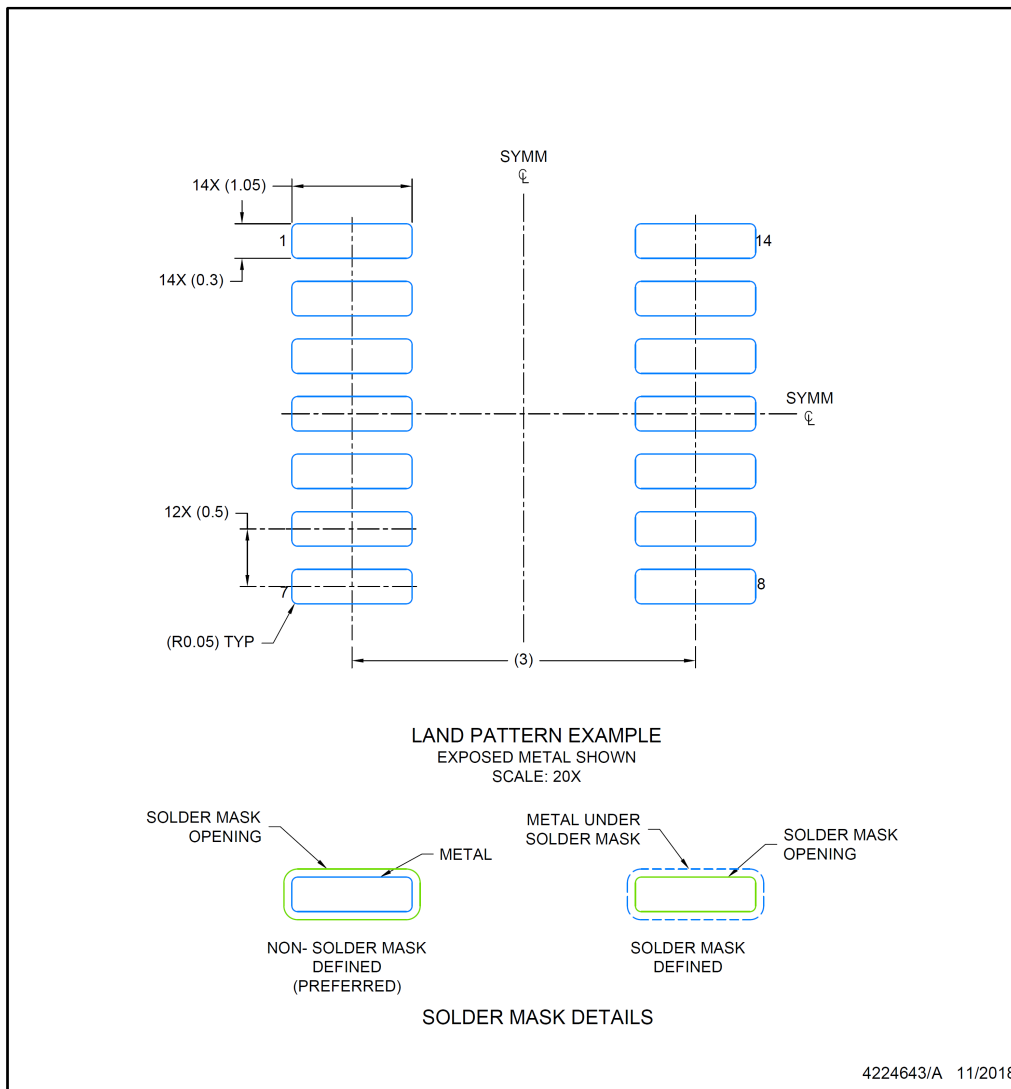 SYMM
℄
14X (1.05)
1
14
14X (0.3)
SYMM
℄
12X (0.5)
7
8
(R0.05) TYP
(3)
LAND PATTERN EXAMPLE
EXPOSED METAL SHOWN
SCALE: 20X
SOLDER MASK
OPENING
METAL
METAL UNDER
SOLDER MASK
SOLDER MASK
OPENING
NON- SOLDER MASK
DEFINED
(PREFERRED)
SOLDER MASK
DEFINED
SOLDER MASK DETAILS
4224643/A 11/2018